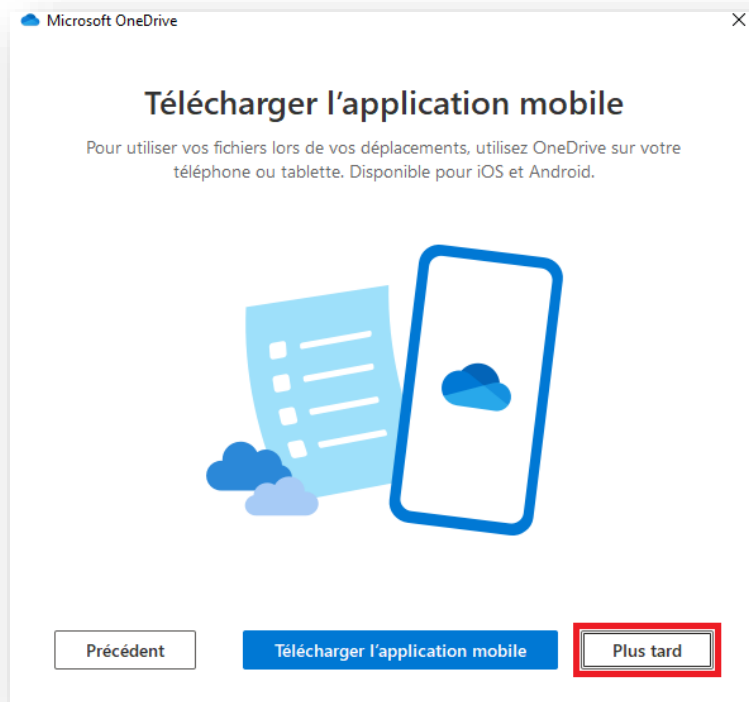 Microsoft OneDrive
Télécharger l’application mobile
Pour utiliser vos fichiers lors de vos déplacements, utilisez OneDrive sur votre
téléphone ou tablette. Disponible pour iOS et Android.
Précédent
Télécharger l’application mobile
Plus tard